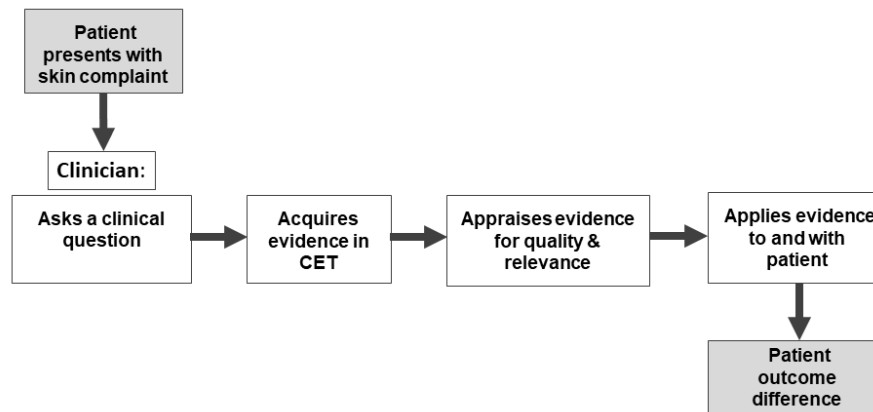 Patient
presents with
skin complaint
Clinician:
Asks a clinical
question
Acquires
evidence in
CET
Appraises evidence
for quality &
relevance
Applies evidence
to and with
patient
Patient
outcome
difference